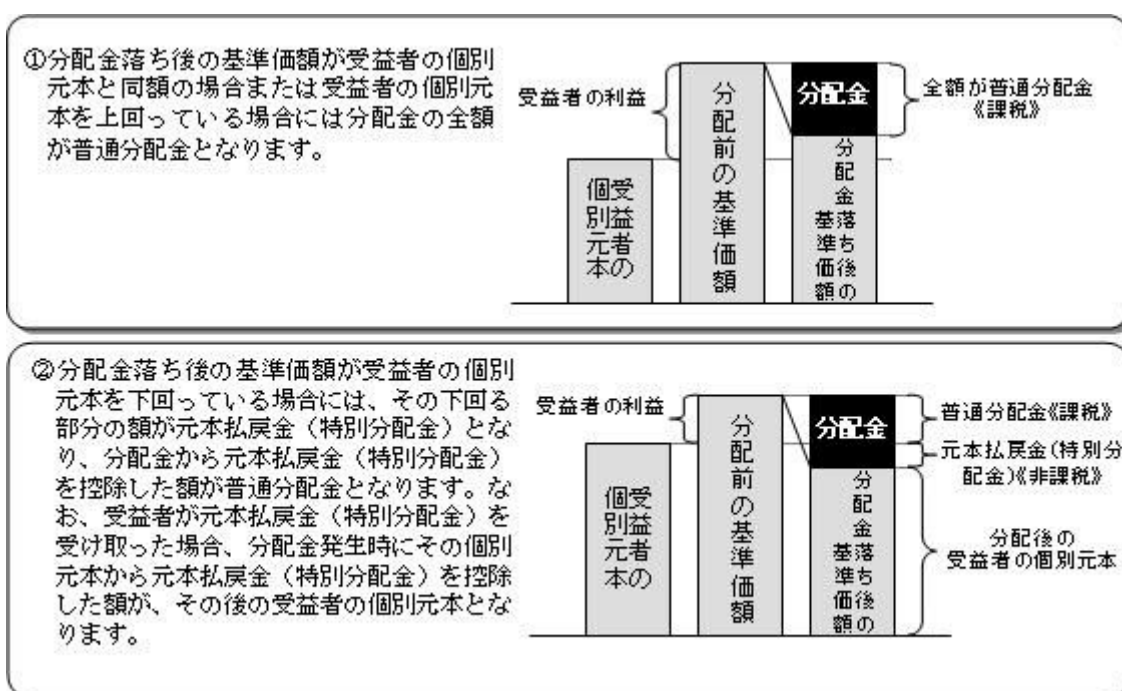 ①分配金落ち後の基準価額が受益者の個別
元本と同額の場合または受益者の個別元
本を上回っている場合には分配金の全額
が普通分配金となります。
受益者の利益
受益者の
個別元本
分配前の基準価額
分配金
分配金落ち後の
基準価額
全額が普通分配金
《課税》
②分配金落ち後の基準価額が受益者の個別
元本を下回っている場合には、その下回る
部分の額が元本払戻金（特別分配金）とな
り、分配金から元本払戻金（特別分配金）
を控除した額が普通分配金となります。な
お、受益者が元本払戻金（特別分配金）を
受け取った場合、分配金発生時にその個別
元本から元本払戻金（特別分配金）を控除
した額が、その後の受益者の個別元本とな
ります。
受益者の利益
受益者の
個別元本
分配前の基準価額
分配金
分配金落ち後の
基準価額
普通分配金《課税》
元本払戻金（特別分
配金）《非課税》
分配後の
受益者の個別元本